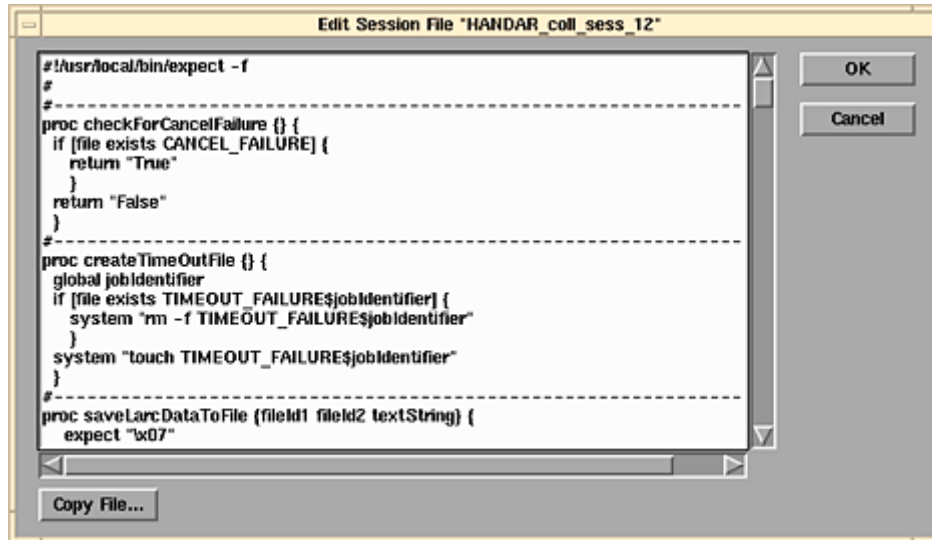 Edit Session File "HANDAR_coll_sess_12"
#!/usr/local/bin/expect -f
#
#---------------------------------------------------------------
proc checkForCancelFailure {} {
if [file exists CANCEL_FAILURE] {
return "True"
}
return "False"
}
#---------------------------------------------------------------
proc createTimeOutFile {} {
global jobIdentifier
if [file exists TIMEOUT_FAILURE$jobIdentifier] {
system "rm -f TIMEOUT_FAILURE$jobIdentifier"
}
system "touch TIMEOUT_FAILURE$jobIdentifier"
}
#---------------------------------------------------------------
proc saveLarcDataToFile {fileId1 fileId2 textString} {
expect "\x07"
OK
Cancel
Copy File...